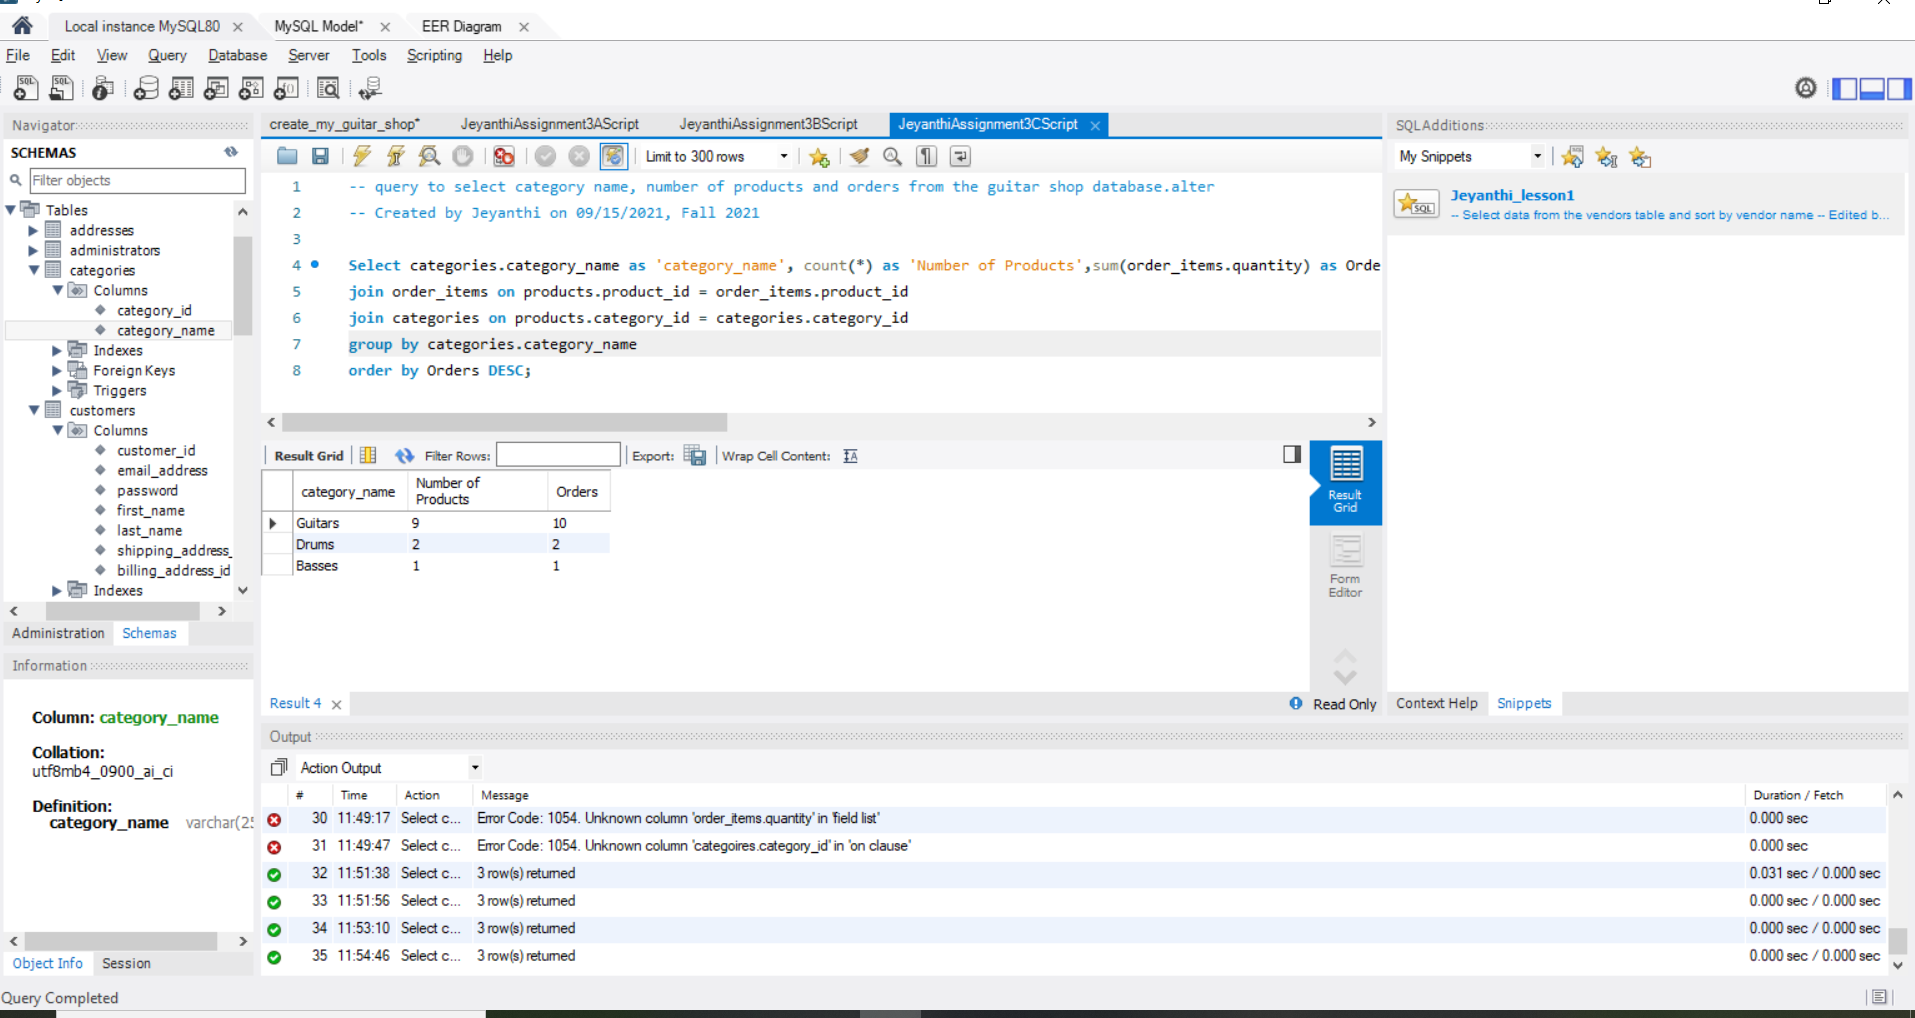 Local instance MySQL80
MySQL Model*
EER Diagram
File Edit View Query Database Server Tools Scripting Help
Navigator
SCHEMAS
Filter objects
Tables
addresses
administrators
categories
Columns
category_id
category_name
Indexes
Foreign Keys
Triggers
customers
Columns
customer_id
email_address
password
first_name
last_name
shipping_address_
billing_address_id
Indexes
Administration Schemas
Information
Column: category_name
Collation:
utf8mb4_0900_ai_ci
Definition:
category_name varchar(25
Object Info Session
Query Completed
create_my_guitar_shop* JeyanthiAssignment3AScript JeyanthiAssignment3BScript JeyanthiAssignment3CScript
Limit to 300 rows
1 -- query to select category name, number of products and orders from the guitar shop database.alter
2 -- Created by Jeyanthi on 09/15/2021, Fall 2021
3
4 Select categories.category_name as 'category_name', count(*) as 'Number of Products',sum(order_items.quantity) as Orde
5 join order_items on products.product_id = order_items.product_id
6 join categories on products.category_id = categories.category_id
7 group by categories.category_name
8 order by Orders DESC;
Result Grid Filter Rows: Export: Wrap Cell Content:
category_name Number of Products Orders
Guitars 9 10
Drums 2 2
Basses 1 1
Result Grid
Form Editor
Result 4
Read Only
SQLAdditions
My Snippets
SQL
Jeyanthi_lesson1
-- Select data from the vendors table and sort by vendor name -- Edited b...
Context Help Snippets
Output
Action Output
# Time Action Message Duration / Fetch
30 11:49:17 Select c... Error Code: 1054. Unknown column 'order_items.quantity' in 'field list' 0.000 sec
31 11:49:47 Select c... Error Code: 1054. Unknown column 'categoires.category_id' in 'on clause' 0.000 sec
32 11:51:38 Select c... 3 row(s) returned 0.031 sec / 0.000 sec
33 11:51:56 Select c... 3 row(s) returned 0.000 sec / 0.000 sec
34 11:53:10 Select c... 3 row(s) returned 0.000 sec / 0.000 sec
35 11:54:46 Select c... 3 row(s) returned 0.000 sec / 0.000 sec